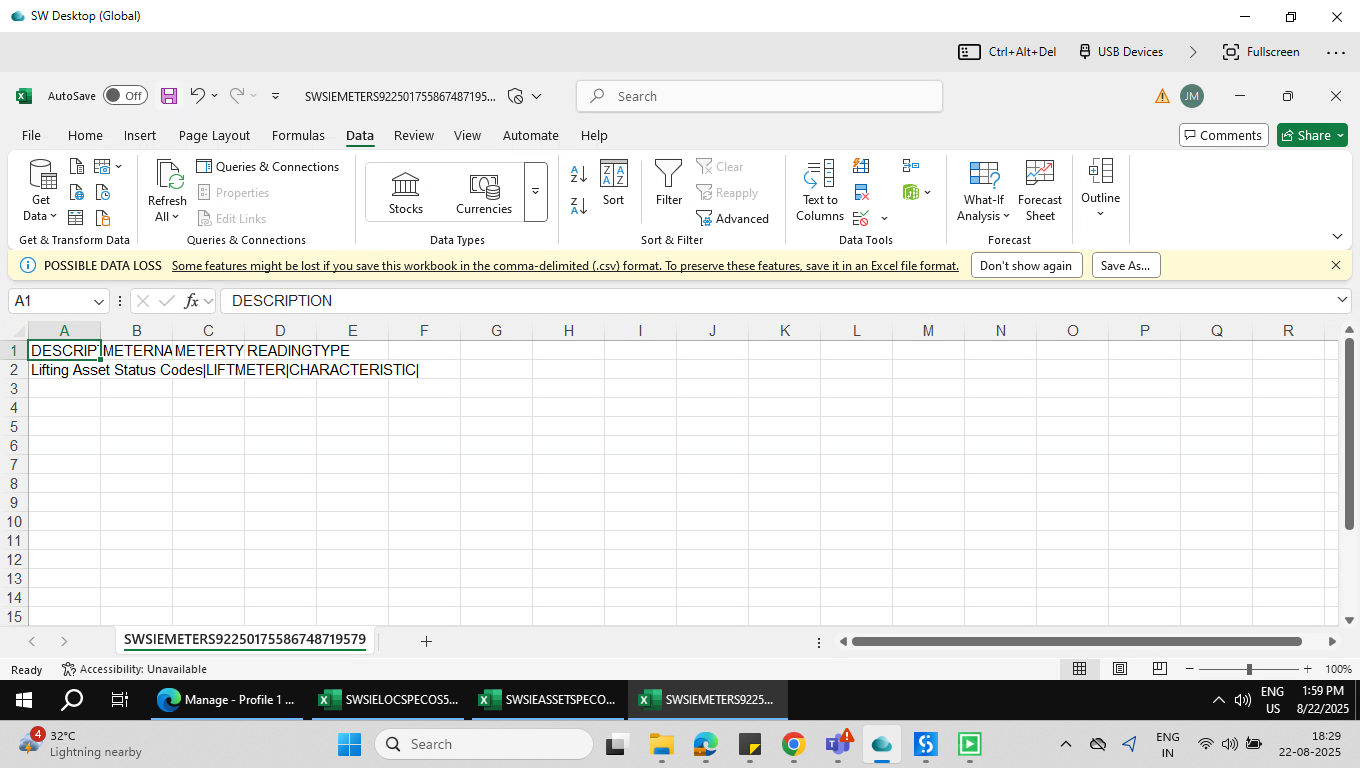 SW Desktop (Global)
Ctrl+Alt+Del USB Devices Fullscreen
AutoSave Off SWSIEMETERS922501755867487195... Search JM
File Home Insert Page Layout Formulas Data Review View Automate Help Comments Share
Get Data Refresh All Queries & Connections Properties Edit Links Stocks Currencies Sort Filter Clear Reapply Advanced Text to Columns What-If Analysis Forecast Sheet Outline
Get & Transform Data Queries & Connections Data Types Sort & Filter Data Tools Forecast
POSSIBLE DATA LOSS Some features might be lost if you save this workbook in the comma-delimited (.csv) format. To preserve these features, save it in an Excel file format. Don't show again Save As...
A1 fx DESCRIPTION
A B C D E F G H I J K L M N O P Q R
1 DESCRIPT METERNA METERTY READINGTYPE
2 Lifting Asset Status Codes|LIFTMETER|CHARACTERISTIC|
3
4
5
6
7
8
9
10
11
12
13
14
15
SWSIEMETERS92250175586748719579
Ready Accessibility: Unavailable 100%
Manage - Profile 1 ... SWSIELOCSPECOS5... SWSIEASSETSPECO... SWSIEMETERS9225... ENG US 1:59 PM 8/22/2025
4 32°C Lightning nearby Search ENG IN 18:29 22-08-2025